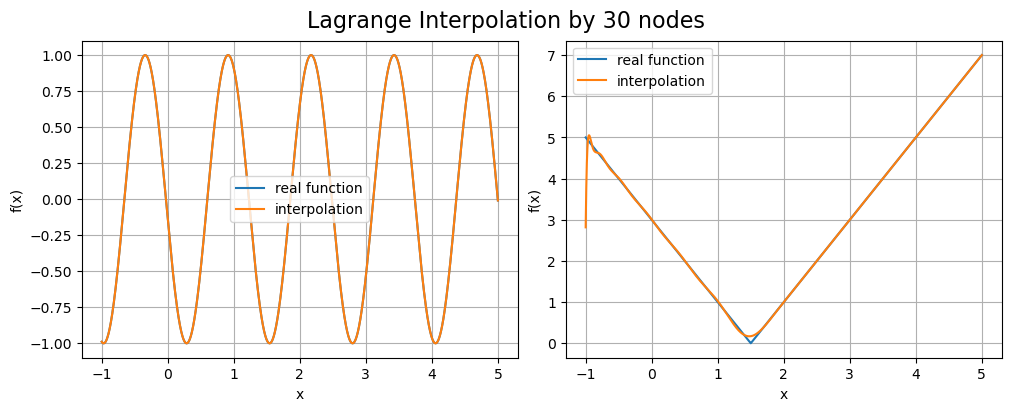 Lagrange Interpolation by 30 nodes
1.00
0.75
0.50
0.25
0.00
−0.25
−0.50
−0.75
−1.00
f(x)
real function
interpolation
−1 0 1 2 3 4 5
x
7
6
5
4
3
2
1
0
f(x)
real function
interpolation
−1 0 1 2 3 4 5
x